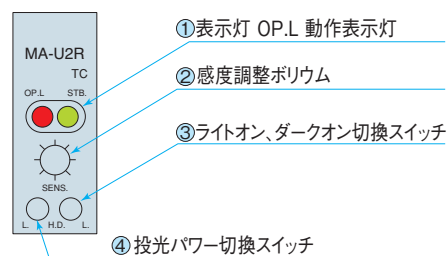 ①表示灯 OP.L 動作表示灯
MA-U2R
TC
OP.L STB.
②感度調整ボリウム
③ライトオン、ダークオン切換スイッチ
SENS.
L. H.D. L.
④投光パワー切換スイッチ